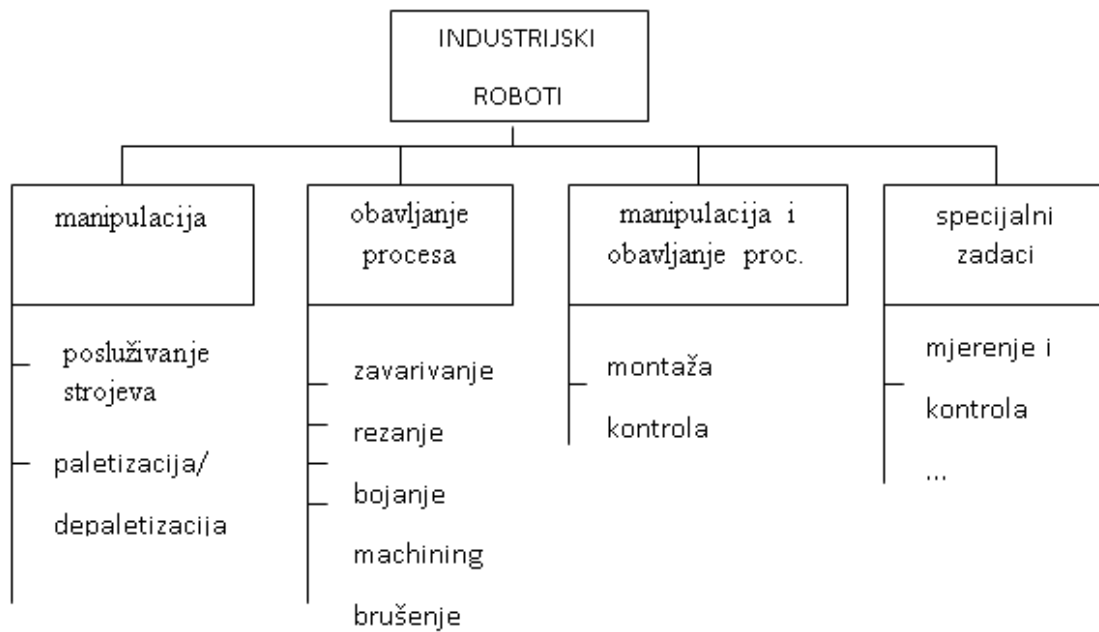 INDUSTRIJSKI
ROBOTI
manipulacija
obavljanje
procesa
manipulacija i
obavljanje proc.
specijalni
zadaci
posluživanje
strojeva
paletizacija/
depaletizacija
zavarivanje
rezanje
bojanje
machining
brušenje
montaža
kontrola
mjerenje i
kontrola
...